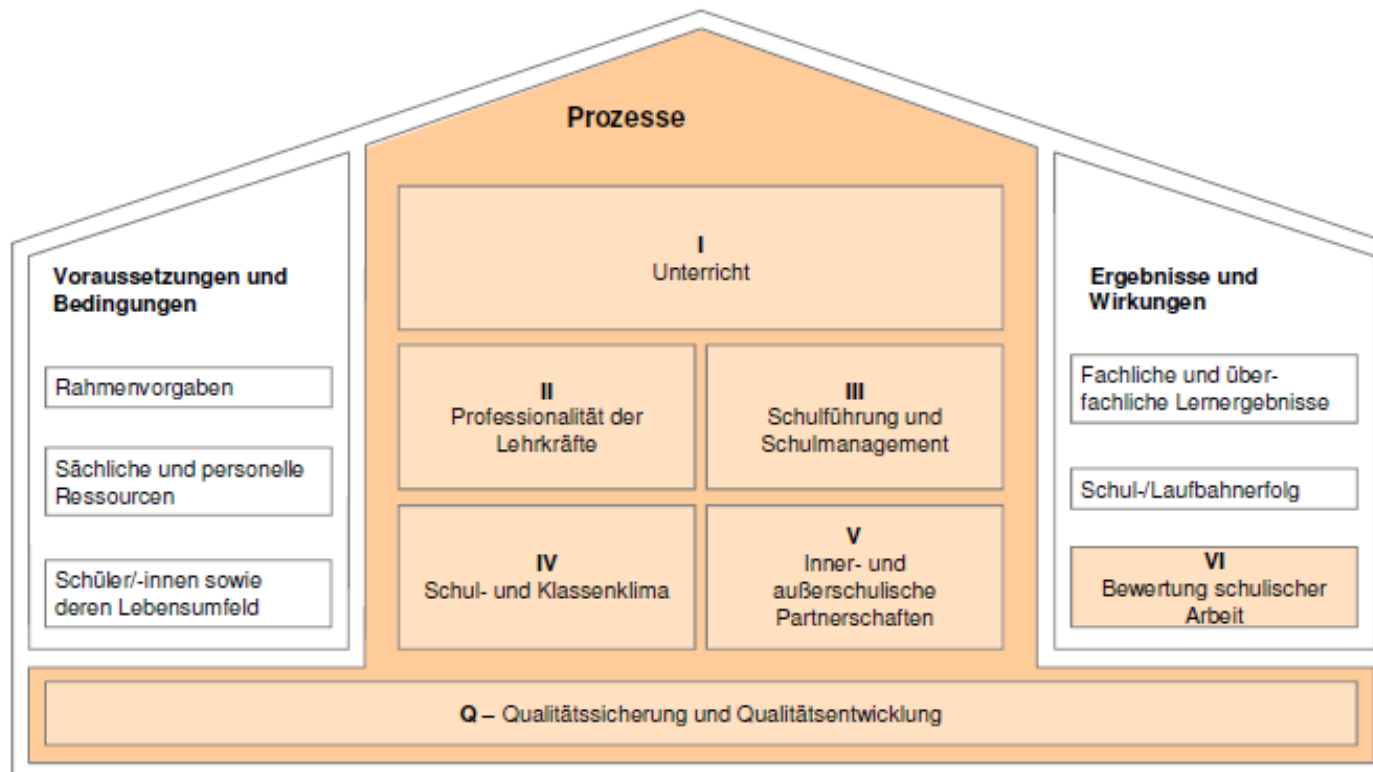 Prozesse
Voraussetzungen und
Bedingungen
Rahmenvorgaben
Sächliche und personelle
Ressourcen
Schüler/-innen sowie
deren Lebensumfeld
I
Unterricht
II
Professionalität der
Lehrkräfte
III
Schulführung und
Schulmanagement
IV
Schul- und Klassenklima
V
Inner- und
außerschulische
Partnerschaften
Ergebnisse und
Wirkungen
Fachliche und über-
fachliche Lernergebnisse
Schul-/Laufbahnerfolg
VI
Bewertung schulischer
Arbeit
Q – Qualitätssicherung und Qualitätsentwicklung